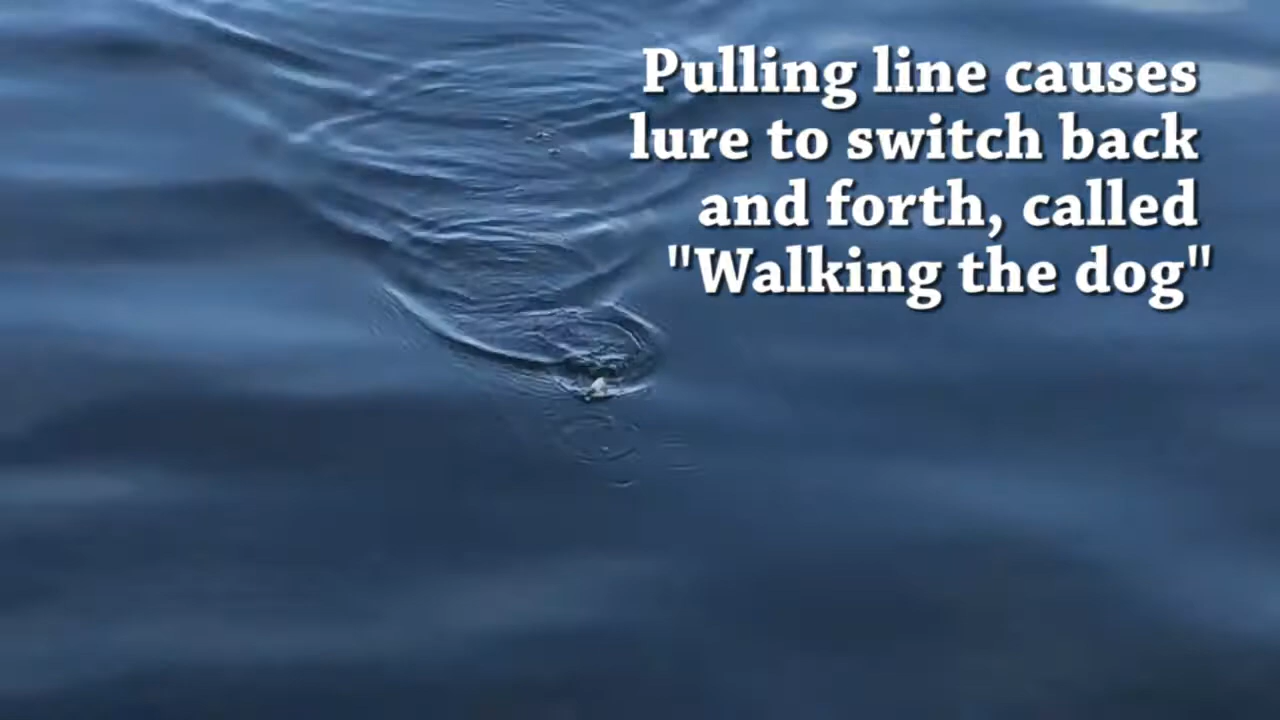 Pulling line causes
lure to switch back
and forth, called
"Walking the dog"